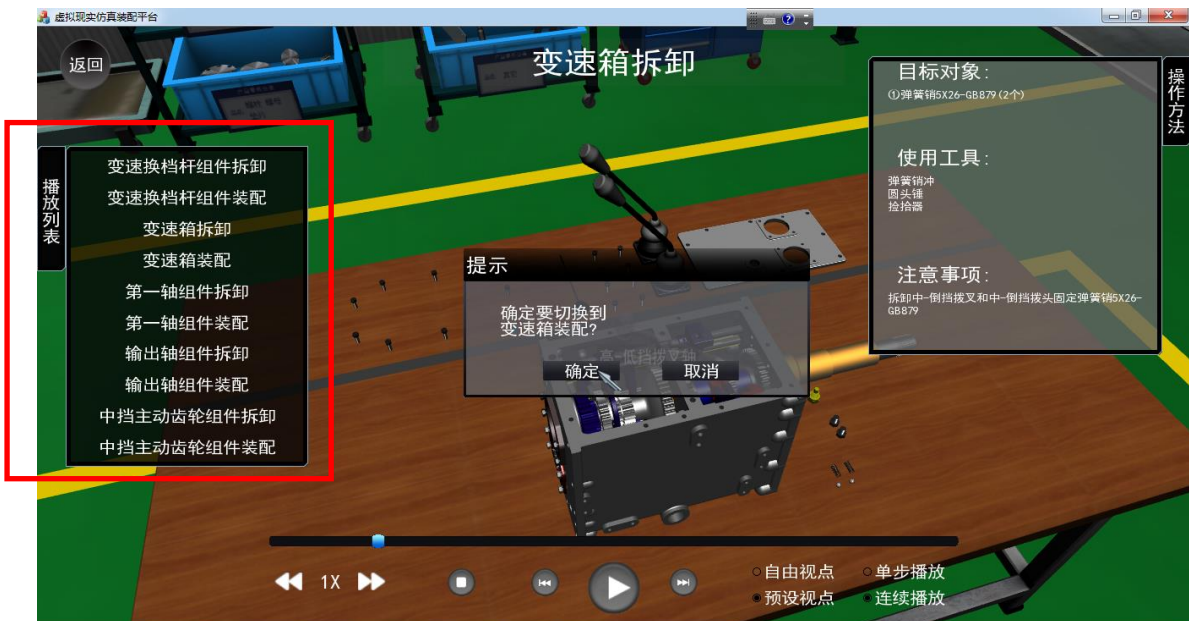 虚拟现实仿真装配平台
返回
变速箱拆卸
播放列表
变速换档杆组件拆卸
变速换档杆组件装配
变速箱拆卸
变速箱装配
第一轴组件拆卸
第一轴组件装配
输出轴组件拆卸
输出轴组件装配
中挡主动齿轮组件拆卸
中挡主动齿轮组件装配
提示
确定要切换到
变速箱装配?
高-低挡拨叉轴
确定
取消
操作方法
目标对象:
①弹簧销5X26-GB879(2个)
使用工具:
弹簧销冲
圆头锤
捡拾器
注意事项:
拆卸中-倒挡拨叉和中-倒挡拨头固定弹簧销5X26-
GB879
1X
自由视点
单步播放
预设视点
连续播放